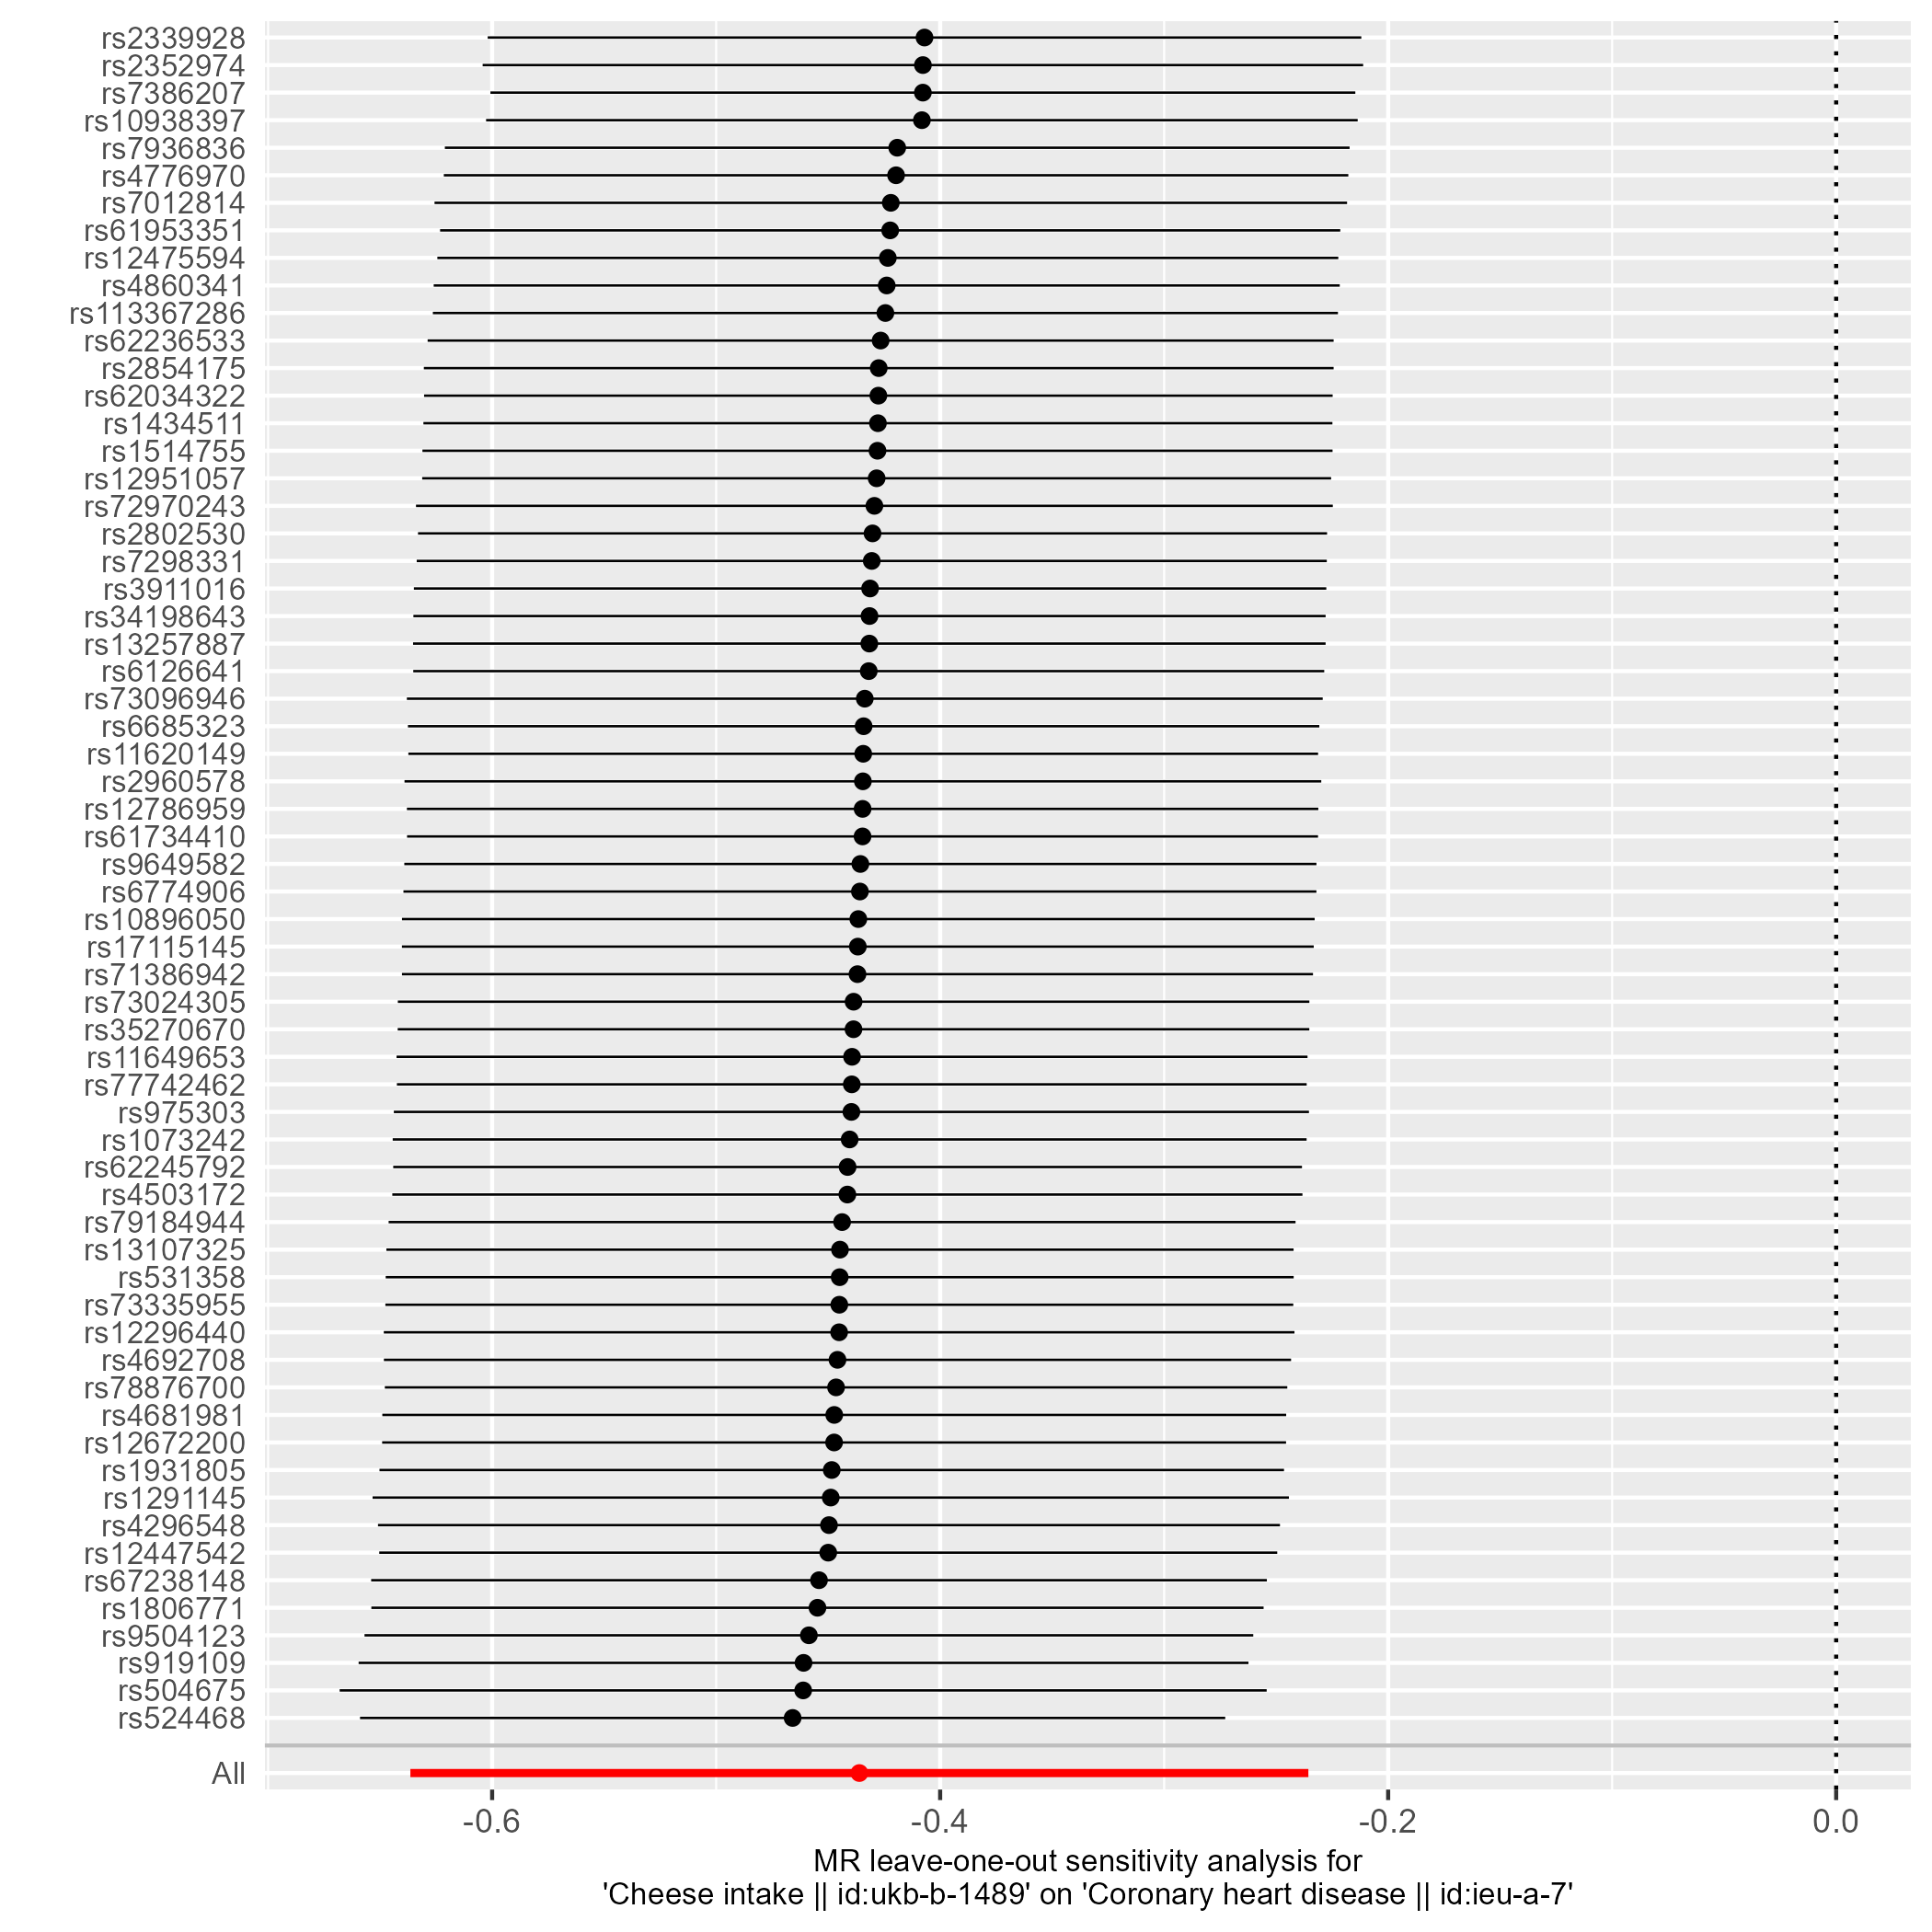 rs2339928
rs2352974
rs7386207
rs10938397
rs7936836
rs4776970
rs7012814
rs61953351
rs12475594
rs4860341
rs113367286
rs62236533
rs2854175
rs62034322
rs1434511
rs1514755
rs12951057
rs72970243
rs2802530
rs7298331
rs3911016
rs34198643
rs13257887
rs6126641
rs73096946
rs6685323
rs11620149
rs2960578
rs12786959
rs61734410
rs9649582
rs6774906
rs10896050
rs17115145
rs71386942
rs73024305
rs35270670
rs11649653
rs77742462
rs975303
rs1073242
rs62245792
rs4503172
rs79184944
rs13107325
rs531358
rs73335955
rs12296440
rs4692708
rs78876700
rs4681981
rs12672200
rs1931805
rs1291145
rs4296548
rs12447542
rs67238148
rs1806771
rs9504123
rs919109
rs504675
rs524468
All
-0.6 -0.4 -0.2 0.0
MR leave-one-out sensitivity analysis for
'Cheese intake || id:ukb-b-1489' on 'Coronary heart disease || id:ieu-a-7'